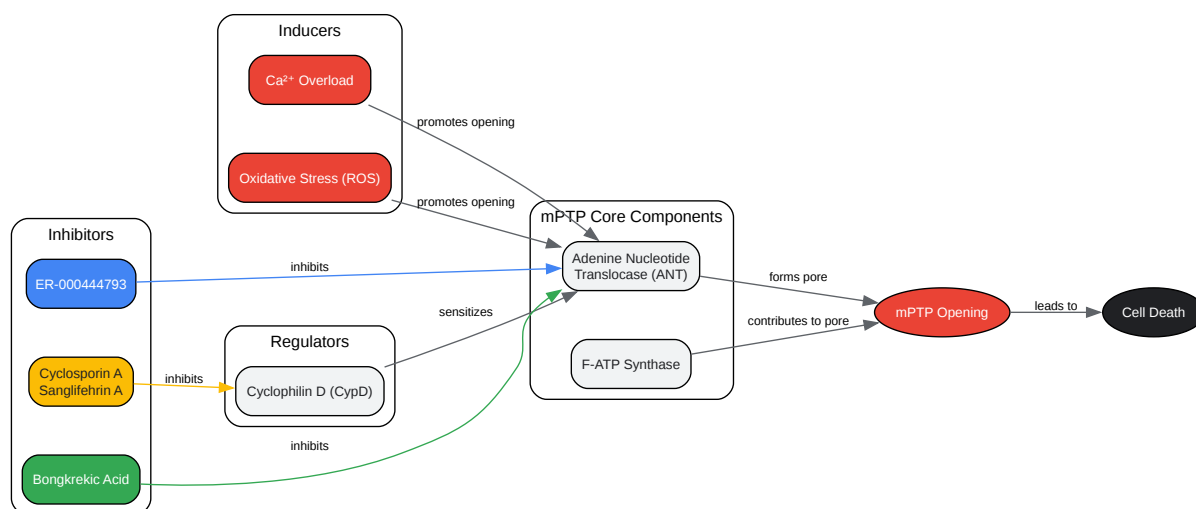 Inducers
Ca²⁺ Overload
promotes opening
Oxidative Stress (ROS)
promotes opening
mPTP Core Components
Inhibitors
Adenine Nucleotide
Translocase (ANT)
ER-000444793
inhibits
forms pore
sensitizes
mPTP Opening
leads to
Cell Death
contributes to pore
Regulators
F-ATP Synthase
Cyclosporin A
Sanglifehrin A
inhibits
Cyclophilin D (CypD)
inhibits
Bongkrekic Acid